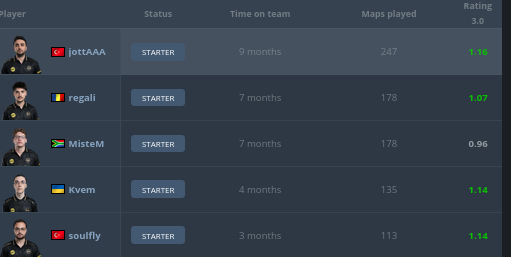 Player Status Time on team Maps played Rating 3.0
jottAAA STARTER 9 months 247 1.16
regali STARTER 7 months 178 1.07
MisteM STARTER 7 months 178 0.96
Kvem STARTER 4 months 135 1.14
soulfly STARTER 3 months 113 1.14